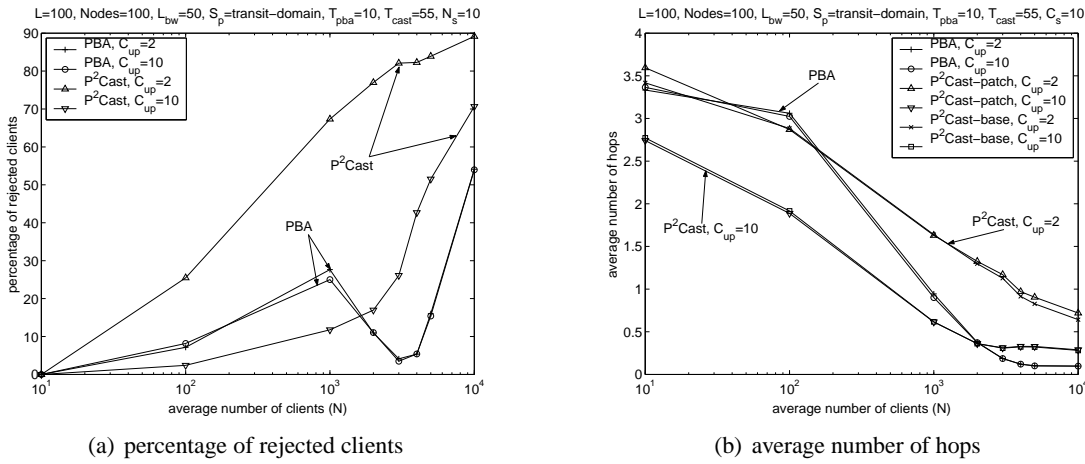 L=100, Nodes=100, L_bw=50, S_p=transit-domain, T_pba=10, T_cast=55, N_s=10
90
80
70
60
50
40
30
20
10
0
percentage of rejected clients
PBA, C_up=2
PBA, C_up=10
P²Cast, C_up=2
P²Cast, C_up=10
P²Cast
PBA
10¹
10²
10³
10⁴
average number of clients (N)
(a) percentage of rejected clients
L=100, Nodes=100, L_bw=50, S_p=transit-domain, T_pba=10, T_cast=55, C_s=10
4
3.5
3
2.5
2
1.5
1
0.5
0
average number of hops
PBA, C_up=2
PBA, C_up=10
P²Cast-patch, C_up=2
P²Cast-patch, C_up=10
P²Cast-base, C_up=2
P²Cast-base, C_up=10
PBA
P²Cast, C_up=10
P²Cast, C_up=2
10¹
10²
10³
10⁴
average number of clients (N)
(b) average number of hops